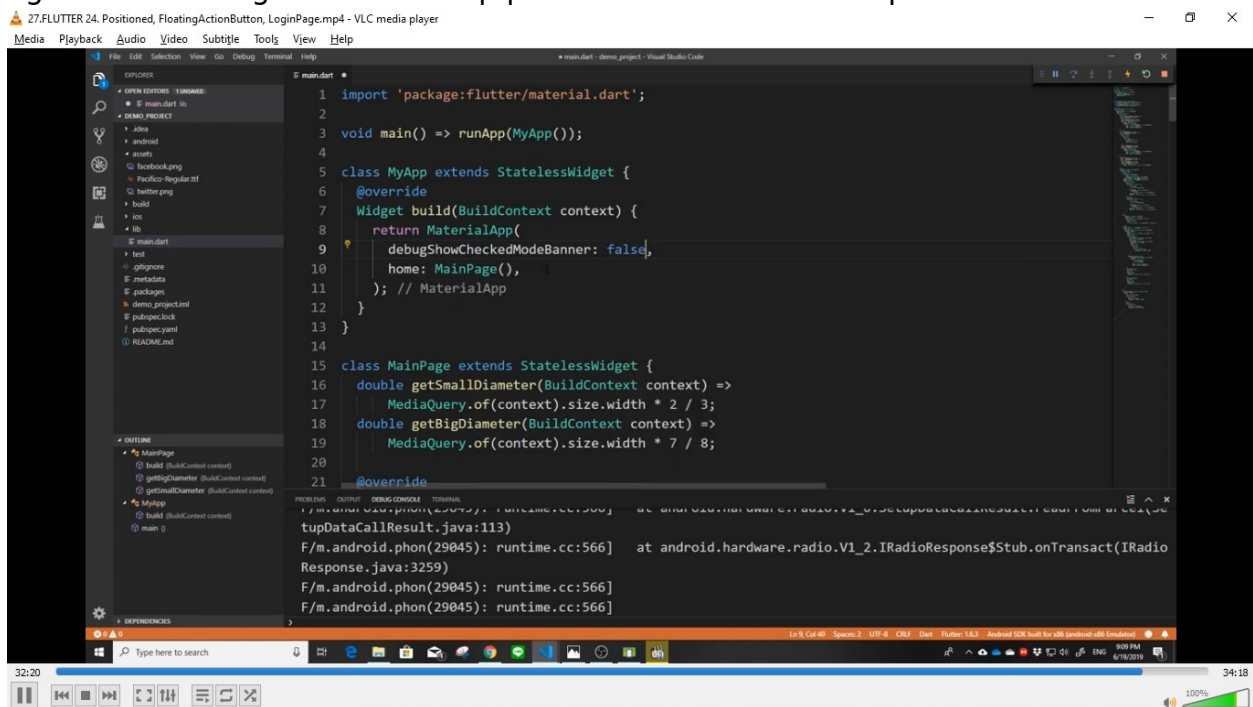 27.FLUTTER 24. Positioned, FloatingActionButton, LoginPage.mp4 - VLC media player
Media Playback Audio Video Subtitle Tools View Help
File Edit Selection View Go Debug Terminal Help
● main.dart - demo_project - Visual Studio Code
EXPLORER
OPEN EDITORS 1 UNSAVED
main.dart lib
DEMO_PROJECT
.idea
android
assets
facebook.png
Pacifico-Regular.ttf
twitter.png
build
ios
lib
main.dart
test
.gitignore
.metadata
.packages
demo_project.iml
pubspec.lock
pubspec.yaml
README.md
OUTLINE
MainPage
build (BuildContext context)
getBigDiameter (BuildContext context)
getSmallDiameter (BuildContext context)
MyApp
build (BuildContext context)
main ()
DEPENDENCIES
main.dart ●
1 import 'package:flutter/material.dart';
2
3 void main() => runApp(MyApp());
4
5 class MyApp extends StatelessWidget {
6 @override
7 Widget build(BuildContext context) {
8 return MaterialApp(
9 debugShowCheckedModeBanner: false,
10 home: MainPage(),
11 ); // MaterialApp
12 }
13 }
14
15 class MainPage extends StatelessWidget {
16 double getSmallDiameter(BuildContext context) =>
17 MediaQuery.of(context).size.width * 2 / 3;
18 double getBigDiameter(BuildContext context) =>
19 MediaQuery.of(context).size.width * 7 / 8;
20
21 @override
PROBLEMS OUTPUT DEBUG CONSOLE TERMINAL
tupDataCallResult.java:113)
F/m.android.phon(29045): runtime.cc:566] at android.hardware.radio.V1_2.IRadioResponse$Stub.onTransact(IRadio
Response.java:3259)
F/m.android.phon(29045): runtime.cc:566]
F/m.android.phon(29045): runtime.cc:566]
0 0
Ln 9, Col 40 Spaces: 2 UTF-8 CRLF Dart Flutter: 1.6.3 Android SDK built for x86 (android-x86 Emulator)
Type here to search
ENG 9:09 PM
6/19/2019
32:20 34:18
100%